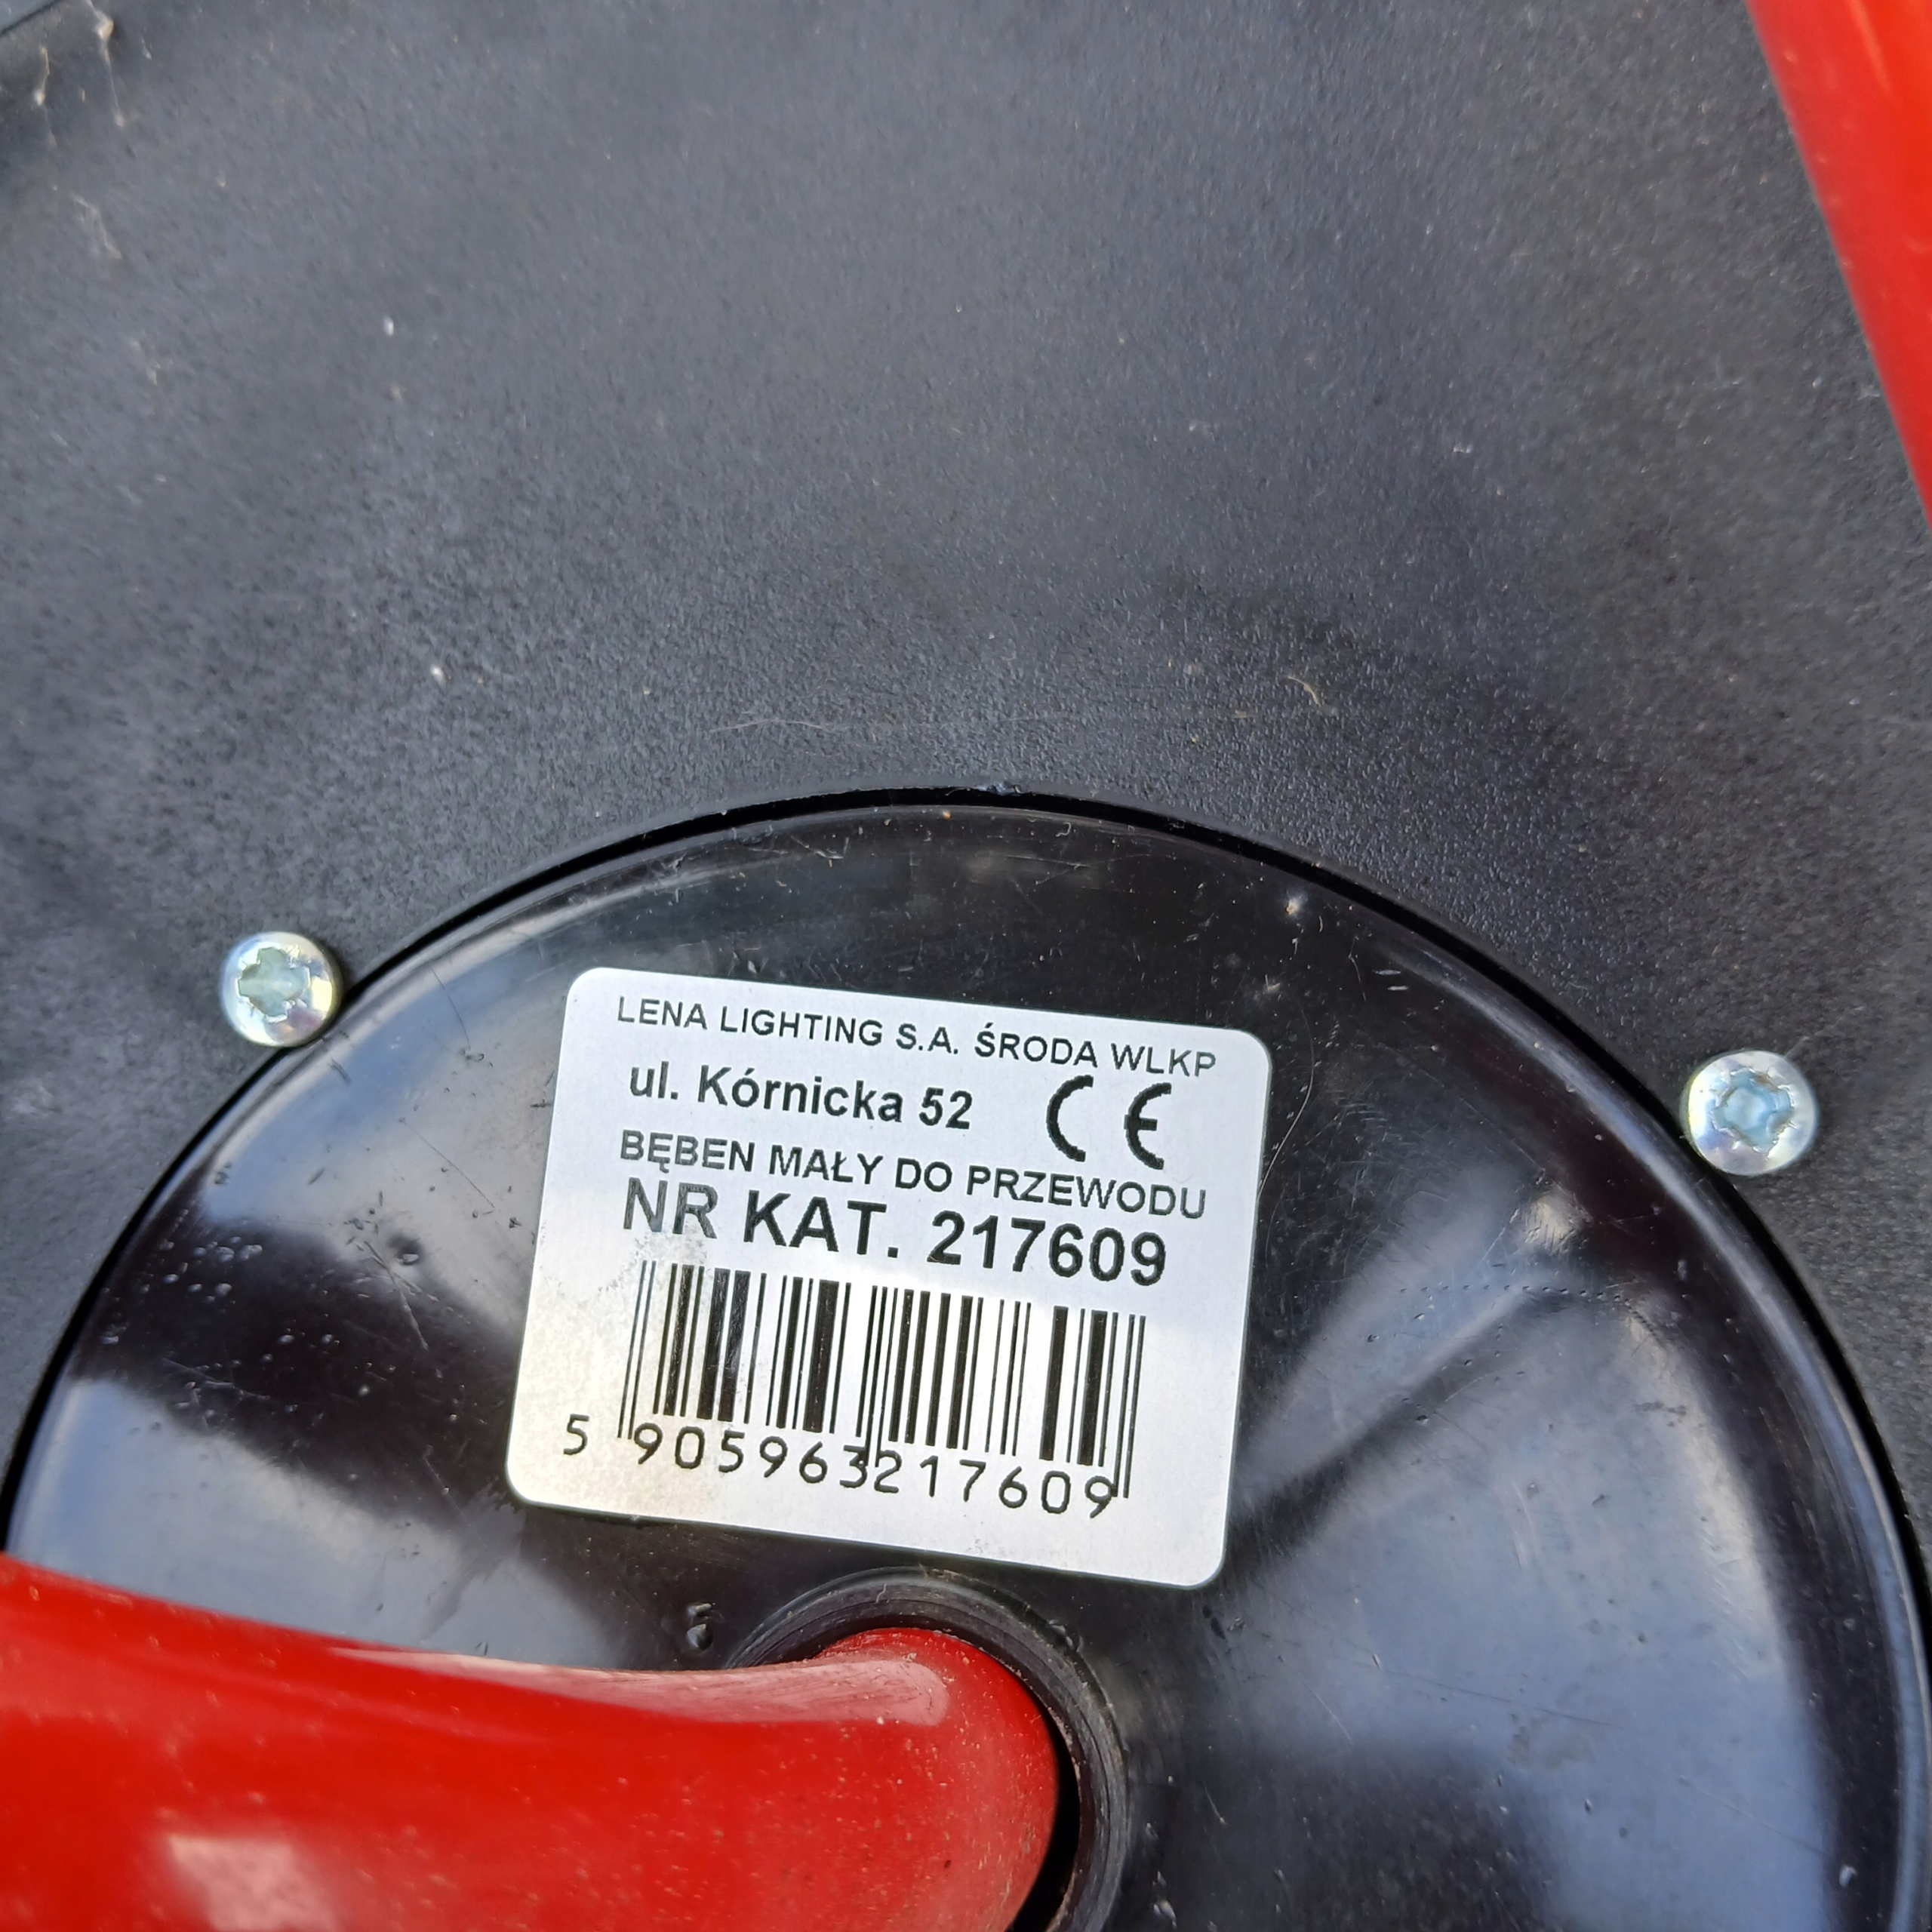 LENA LIGHTING S.A. ŚRODA WLKP
ul. Kórnicka 52 CE
BĘBEN MAŁY DO PRZEWODU
NR KAT. 217609
5 905963 217609